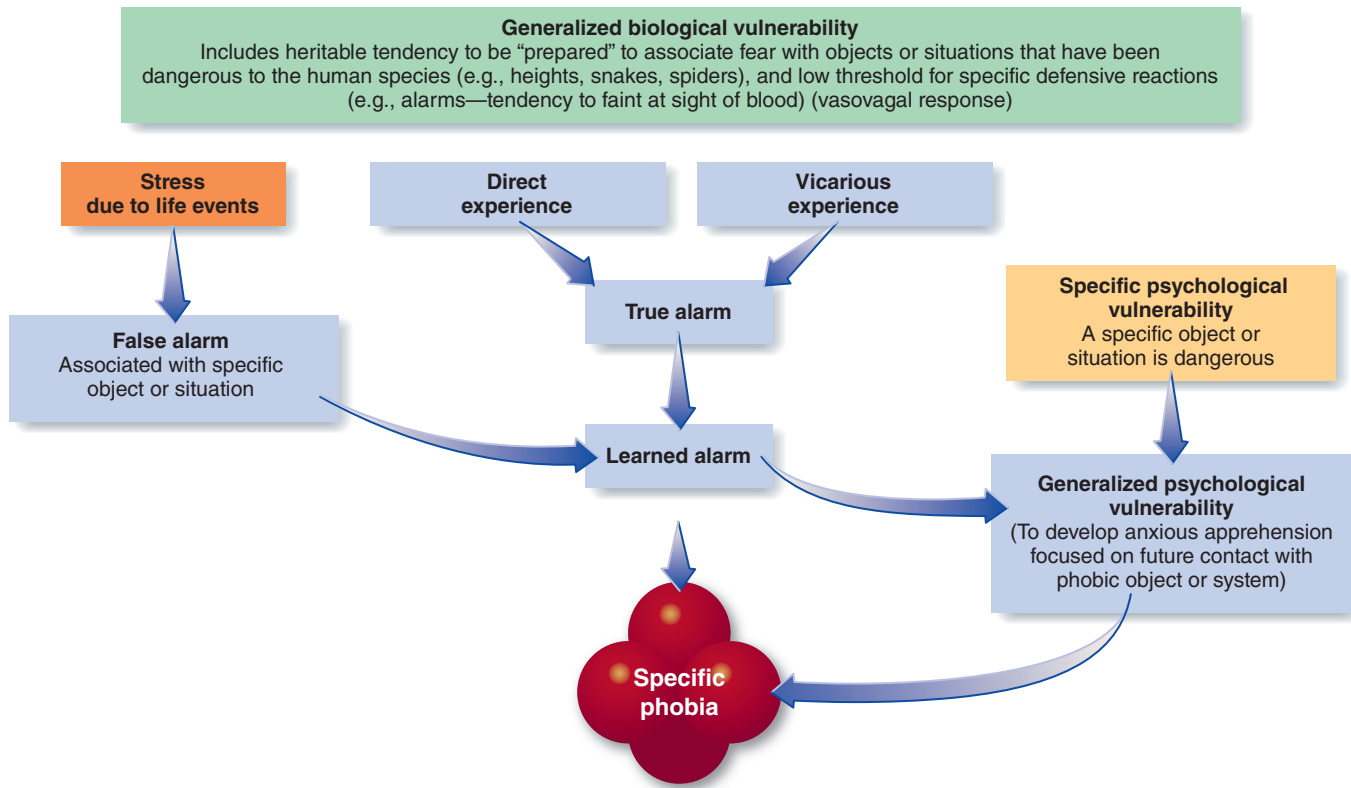 Generalized biological vulnerability
Includes heritable tendency to be “prepared” to associate fear with objects or situations that have been
dangerous to the human species (e.g., heights, snakes, spiders), and low threshold for specific defensive reactions
(e.g., alarms—tendency to faint at sight of blood) (vasovagal response)
Stress
due to life events
Direct
experience
Vicarious
experience
True alarm
Specific psychological
vulnerability
A specific object or
situation is dangerous
False alarm
Associated with specific
object or situation
Learned alarm
Generalized psychological
vulnerability
(To develop anxious apprehension
focused on future contact with
phobic object or system)
Specific
phobia